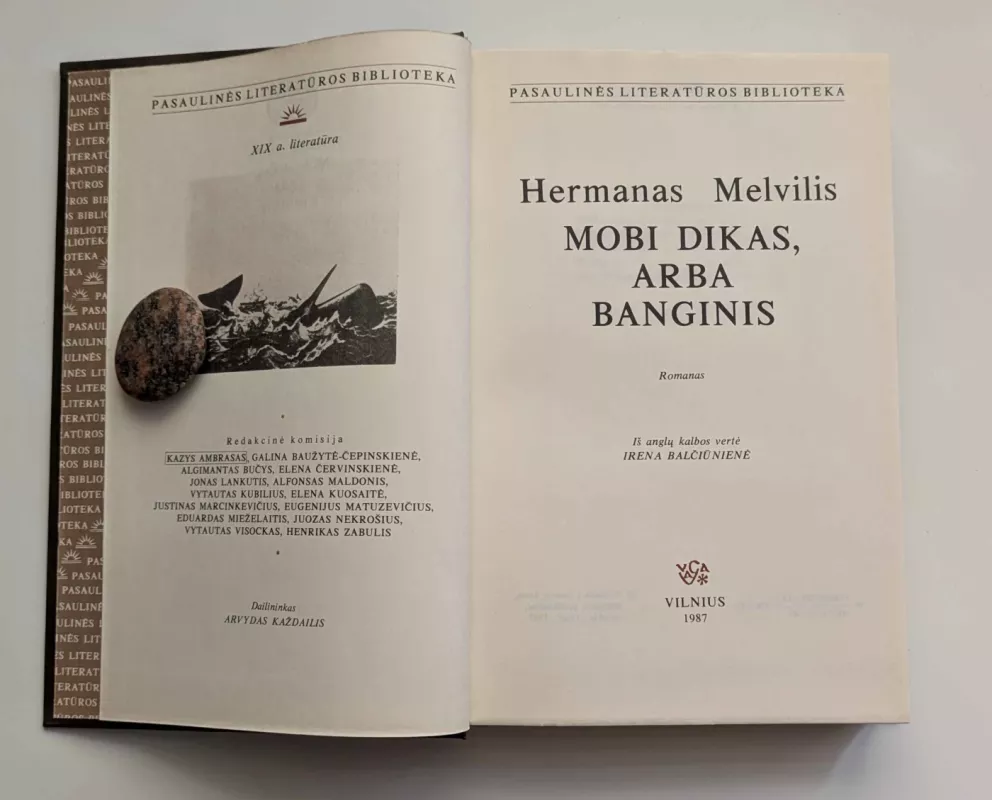 PASAULINĖS LITERATŪROS BIBLIOTEKA
XIX a. literatūra
Redakcinė komisija
KAZYS AMBRASAS, GALINA BAUŽYTĖ-ČEPINSKIENĖ,
ALGIMANTAS BUČYS, ELENA ČERVINSKIENĖ,
JONAS LANKUTIS, ALFONSAS MALDONIS,
VYTAUTAS KUBILIUS, ELENA KUOSAITĖ,
JUSTINAS MARCINKEVIČIUS, EUGENIJUS MATUZEVIČIUS,
EDUARDAS MIEŽELAITIS, JUOZAS NEKROŠIUS,
VYTAUTAS VISOCKAS, HENRIKAS ZABULIS
Dailininkas
ARVYDAS KAŽDAILIS
PASAULINĖS LITERATŪROS BIBLIOTEKA
Hermanas Melvilis
MOBI DIKAS,
ARBA
BANGINIS
Romanas
Iš anglų kalbos vertė
IRENA BALČIŪNIENĖ
VILNIUS
1987